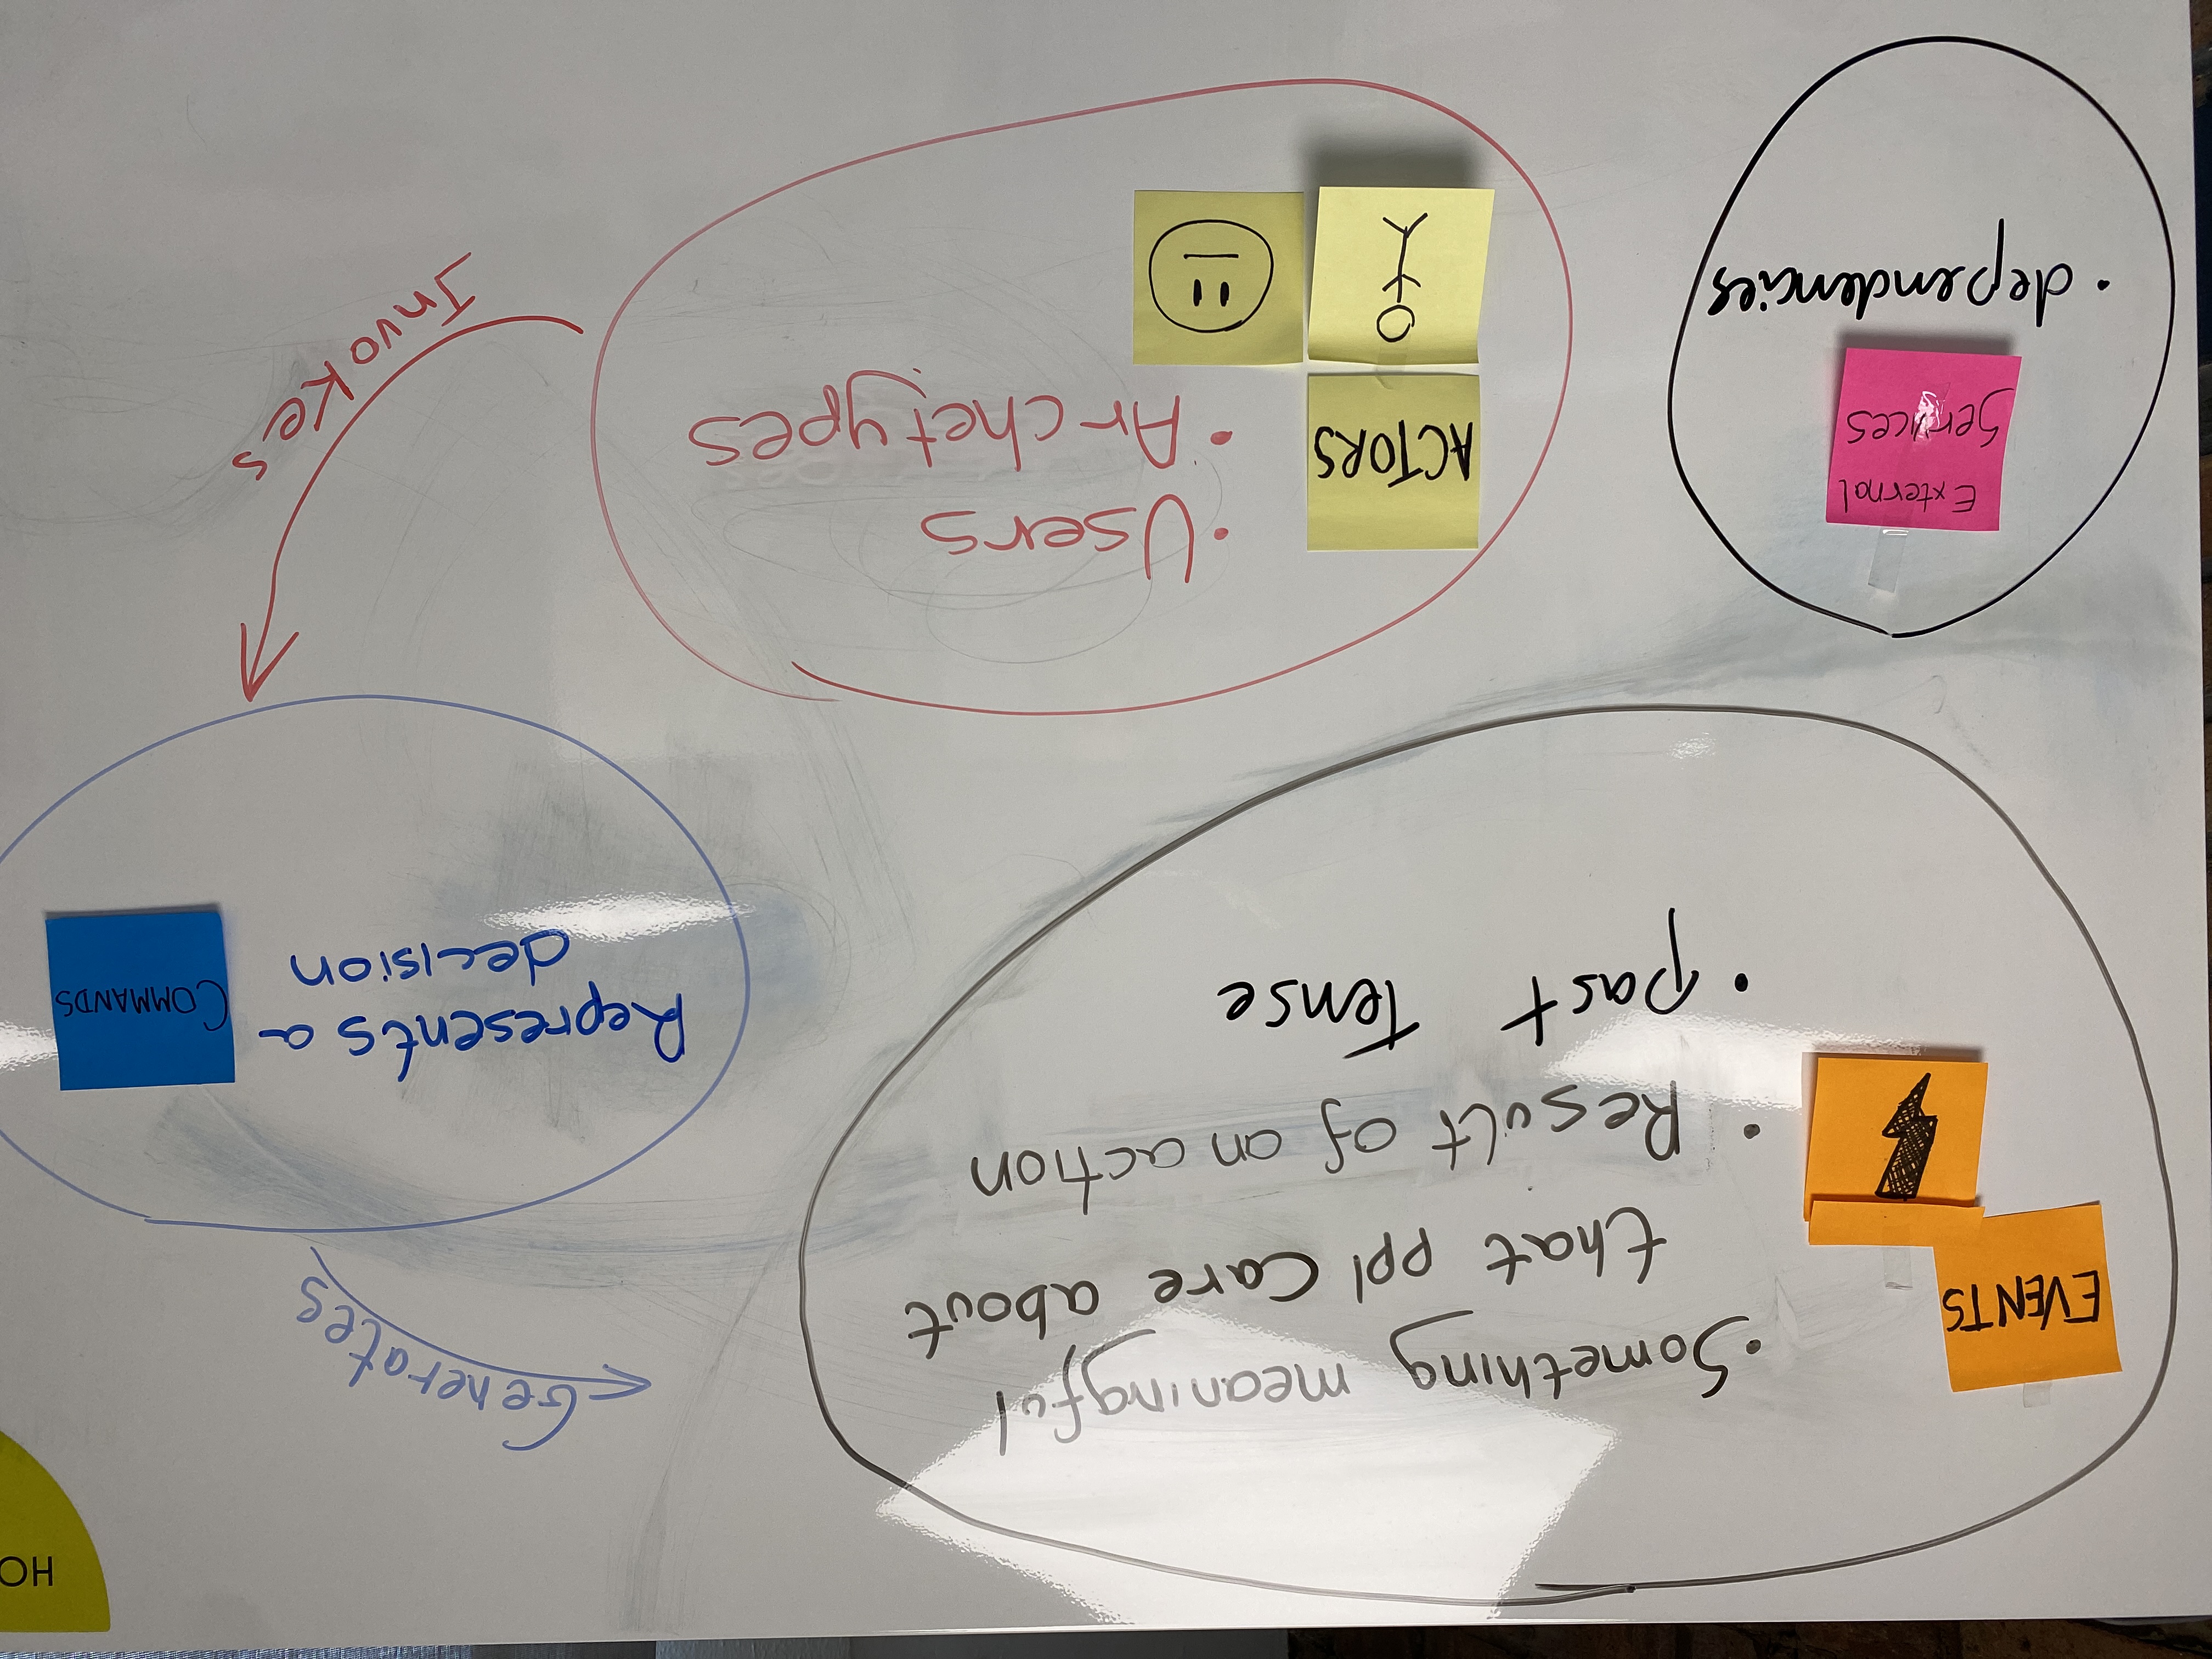 HO
Generates
EVENTS
• Something meaningful
that ppl Care about
• Result of an action
• past Tense
Represents a
decision
COMMANDS
External
Services
• dependencies
ACTORS
• Users
• Archetypes
Invokes